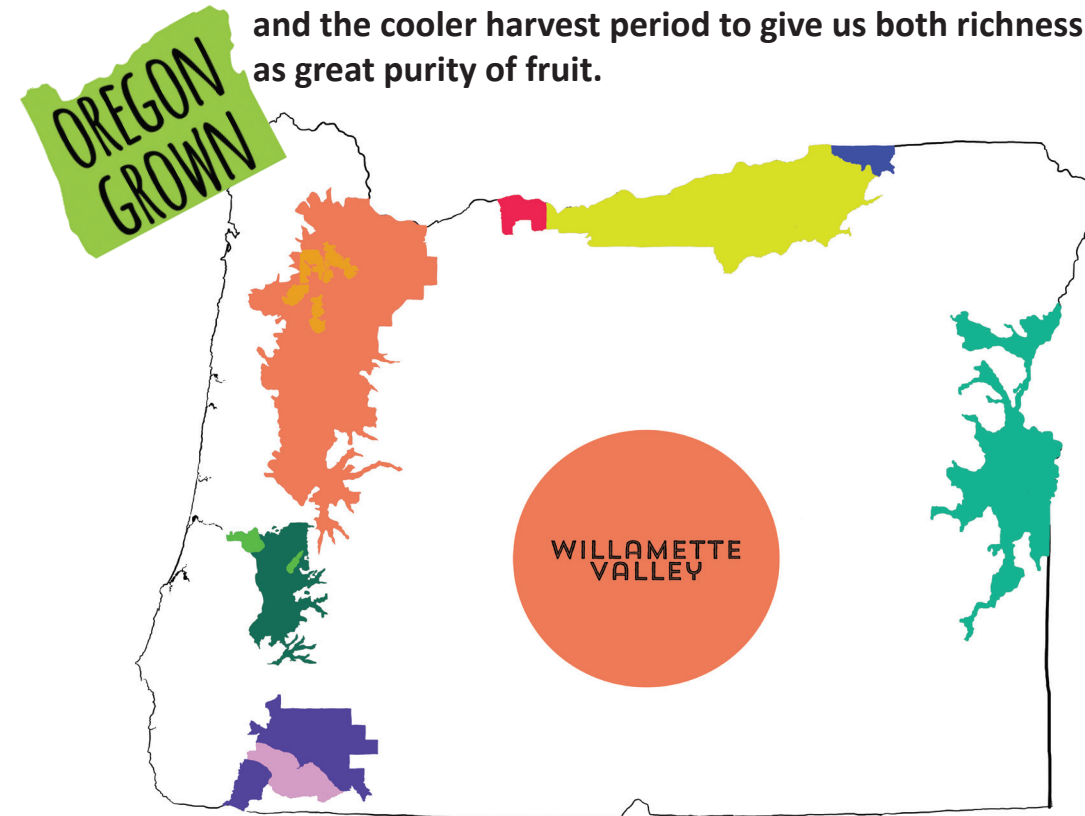 and the cooler harvest period to give us both richness
as great purity of fruit.
OREGON
GROWN
WILLAMETTE
VALLEY